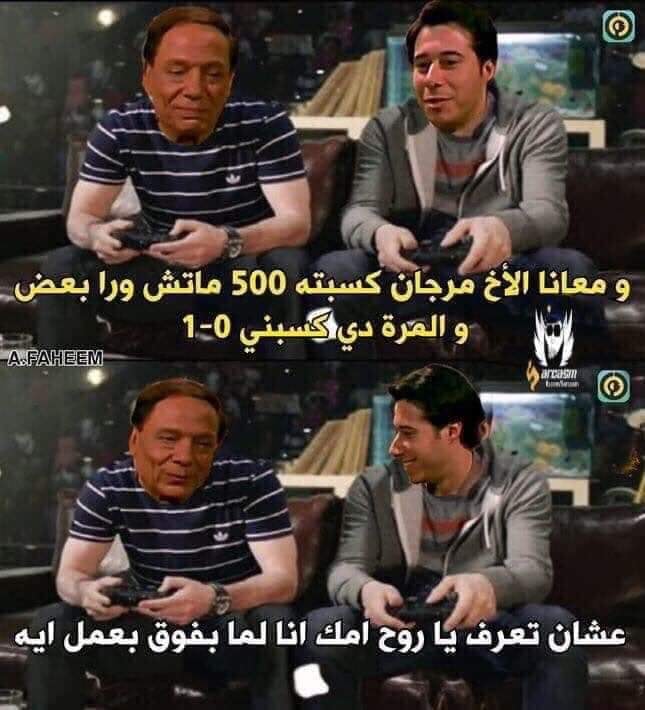 و معانا الأخ مرجان كسبته 500 ماتش ورا بعض
و المرة دي كسبني 0-1
A.FAHEEM
arcasm
عشان تعرف يا روح امك انا لما بفوق بعمل ايه